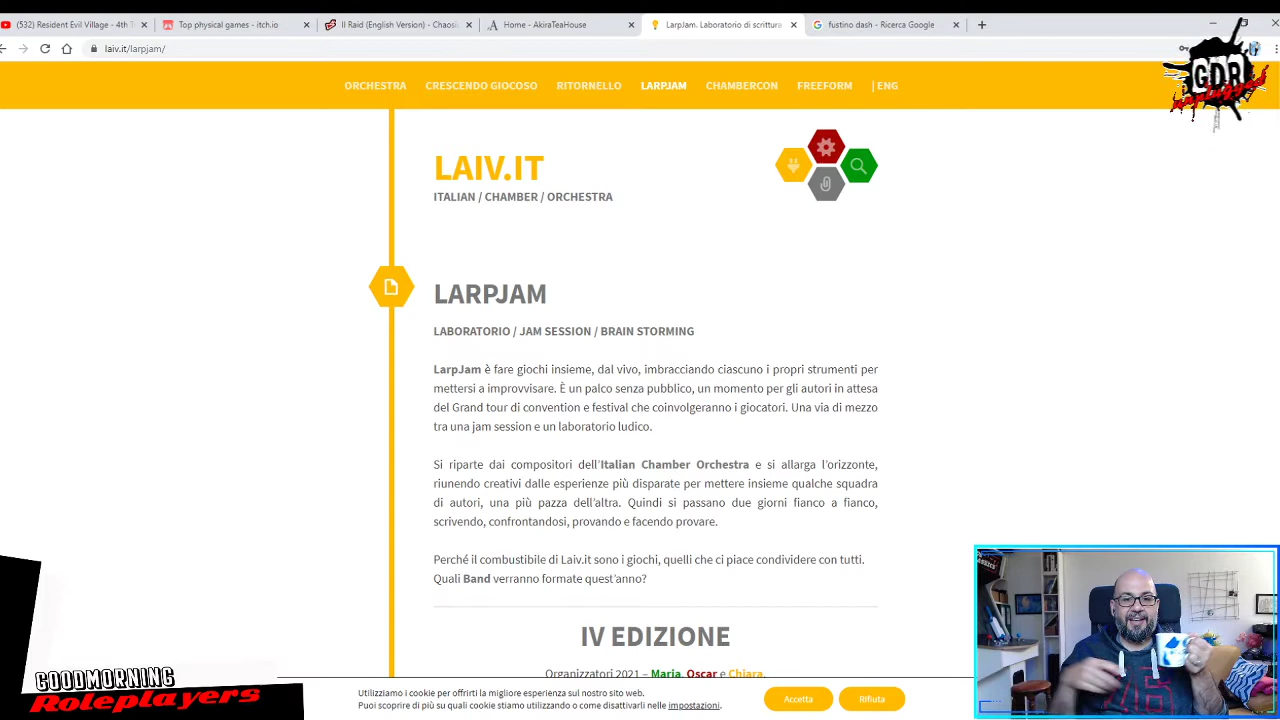 (532) Resident Evil Village - 4th T
Top physical games - itch.io
Il Raid (English Version) - Chaosi
Home - AkiraTeaHouse
LarpJam. Laboratorio di scrittura
fustino dash - Ricerca Google
laiv.it/larpjam/
GDR
unplugged
ORCHESTRA
CRESCENDO GIOCOSO
RITORNELLO
LARPJAM
CHAMBERCON
FREEFORM
| ENG
LAIV.IT
ITALIAN / CHAMBER / ORCHESTRA
LARPJAM
LABORATORIO / JAM SESSION / BRAIN STORMING
LarpJam è fare giochi insieme, dal vivo, imbracciando ciascuno i propri strumenti per
mettersi a improvvisare. È un palco senza pubblico, un momento per gli autori in attesa
del Grand tour di convention e festival che coinvolgeranno i giocatori. Una via di mezzo
tra una jam session e un laboratorio ludico.
Si riparte dai compositori dell'Italian Chamber Orchestra e si allarga l'orizzonte,
riunendo creativi dalle esperienze più disparate per mettere insieme qualche squadra
di autori, una più pazza dell'altra. Quindi si passano due giorni fianco a fianco,
scrivendo, confrontandosi, provando e facendo provare.
Perché il combustibile di Laiv.it sono i giochi, quelli che ci piace condividere con tutti.
Quali Band verranno formate quest'anno?
IV EDIZIONE
Organizzatori 2021 – Maria, Oscar e Chiara.
GOODMORNING
Roleplayers
Utilizziamo i cookie per offrirti la migliore esperienza sul nostro sito web.
Puoi scoprire di più su quali cookie stiamo utilizzando o come disattivarli nelle impostazioni.
Accetta
Rifiuta